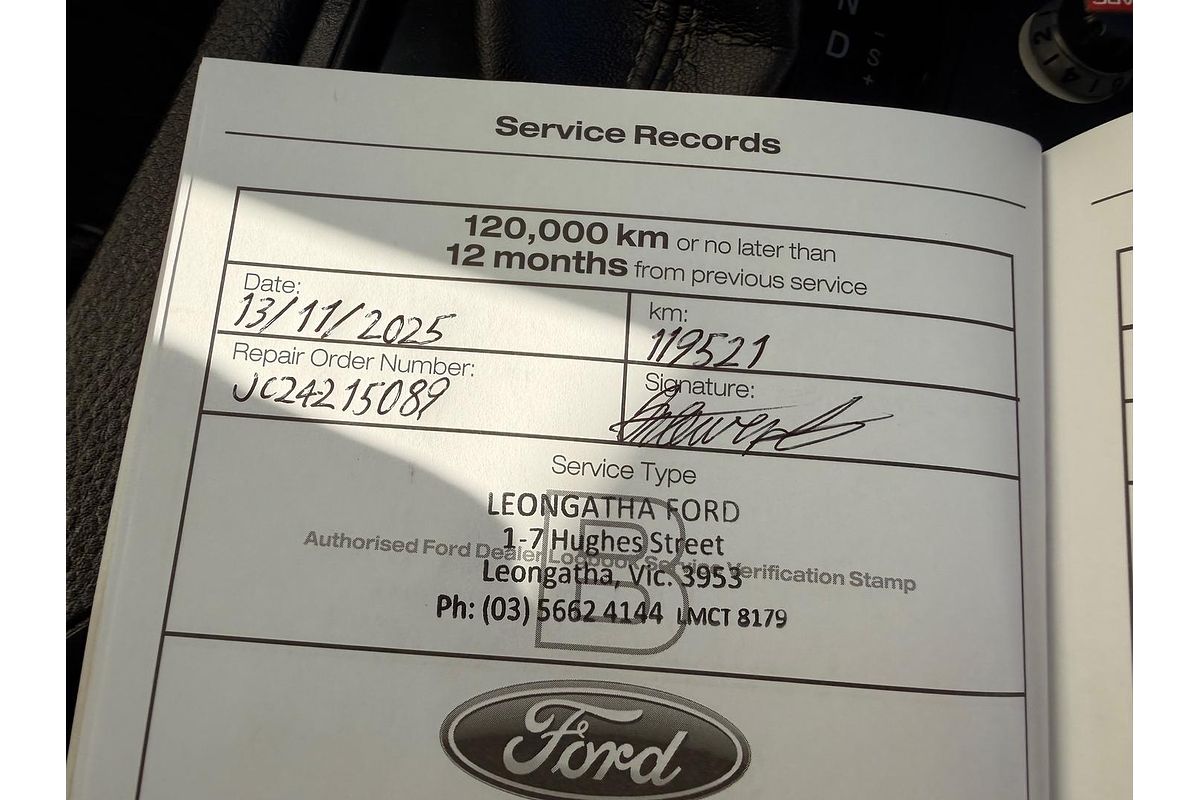 N
D
- S +
2
4
Service Records
120,000 km or no later than
12 months from previous service
Date:
13/11/2025
km:
119521
Repair Order Number:
JC24215089
Signature:
Service Type
B
LEONGATHA FORD
1-7 Hughes Street
Authorised Ford Dealer Logbook Service Verification Stamp
Leongatha, Vic. 3953
Ph: (03) 5662 4144 LMCT 8179
Ford